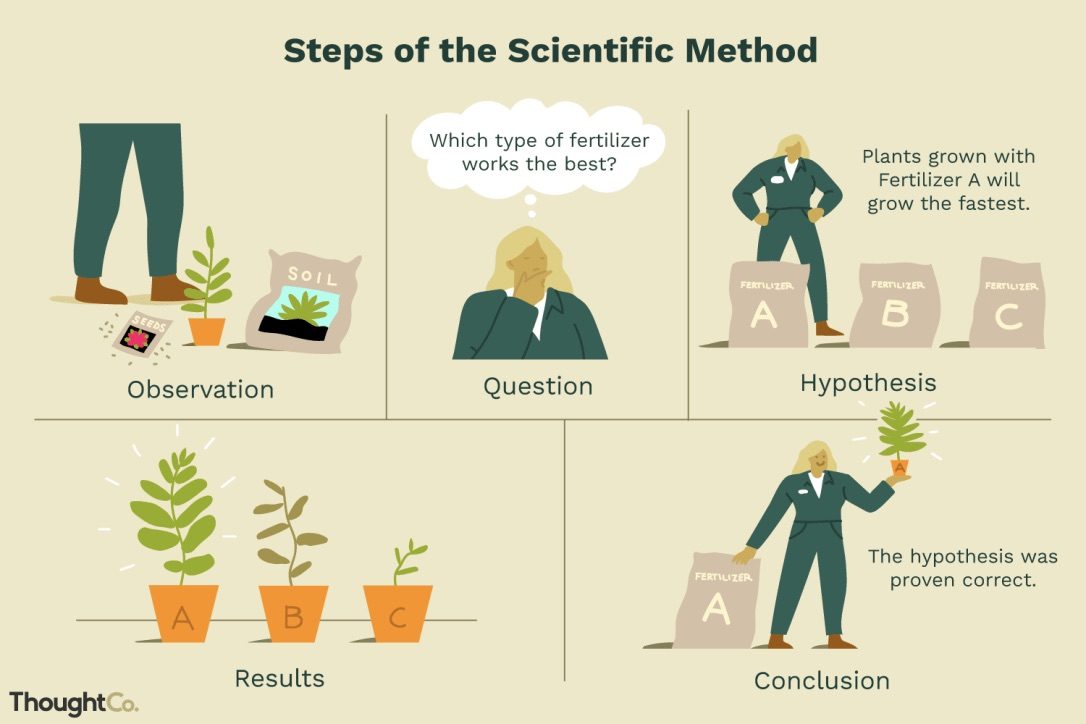 Steps of the Scientific Method
SOIL
SEEDS
Observation
Which type of fertilizer
works the best?
Question
Plants grown with
Fertilizer A will
grow the fastest.
FERTILIZER
A
FERTILIZER
B
FERTILIZER
C
Hypothesis
A
B
C
Results
A
The hypothesis was
proven correct.
FERTILIZER
A
Conclusion
ThoughtCo.